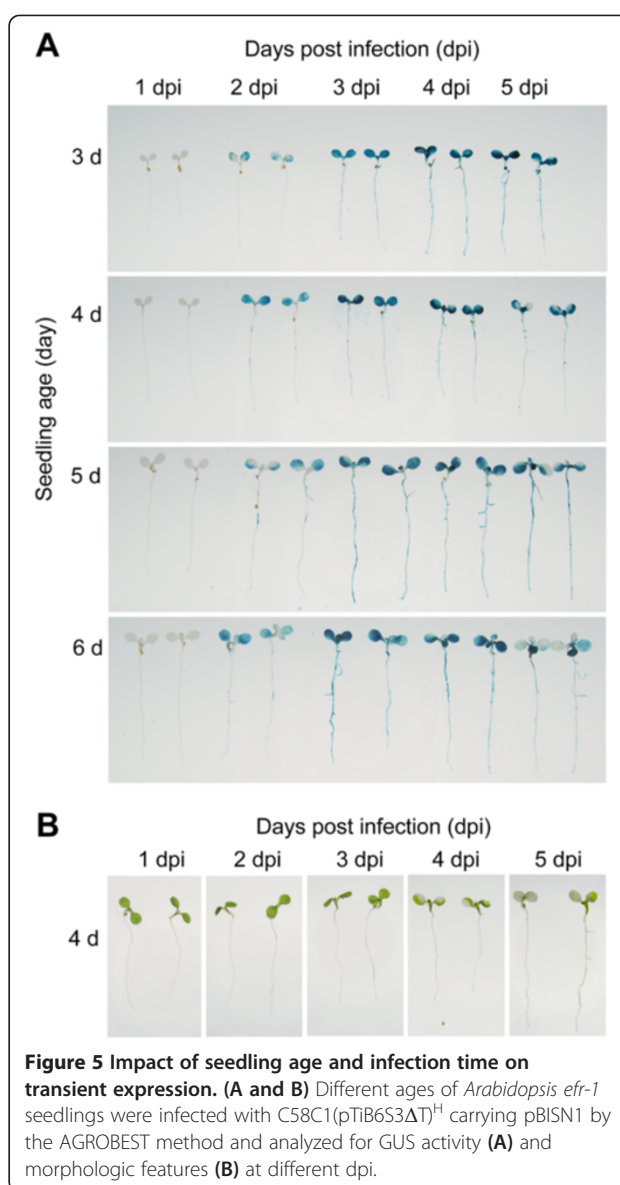 A
Days post infection (dpi)
1 dpi 2 dpi 3 dpi 4 dpi 5 dpi
Seedling age (day)
3 d
4 d
5 d
6 d
B
Days post infection (dpi)
1 dpi 2 dpi 3 dpi 4 dpi 5 dpi
4 d
Figure 5 Impact of seedling age and infection time on
transient expression. (A and B) Different ages of Arabidopsis efr-1
seedlings were infected with C58C1(pTiB6S3ΔT)ᴴ carrying pBISN1 by
the AGROBEST method and analyzed for GUS activity (A) and
morphologic features (B) at different dpi.